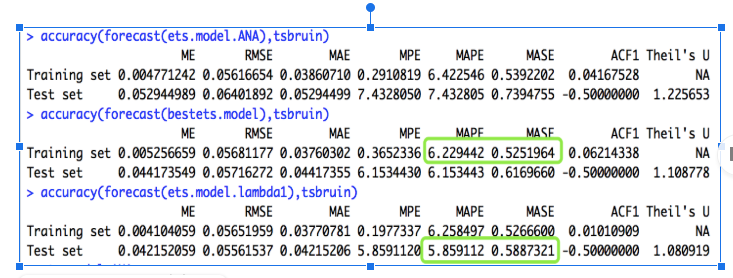 > accuracy(forecast(ets.model.ANA),tsbruin)
ME RMSE MAE MPE MAPE MASE ACF1 Theil's U
Training set 0.004771242 0.05616654 0.03860710 0.2910819 6.422546 0.5392202 0.04167528 NA
Test set 0.052944989 0.06401892 0.05294499 7.4328050 7.432805 0.7394755 -0.50000000 1.225653
> accuracy(forecast(bestets.model),tsbruin)
ME RMSE MAE MPE MAPE MASE ACF1 Theil's U
Training set 0.005256659 0.05681177 0.03760302 0.3652336 6.229442 0.5251964 0.06214338 NA
Test set 0.044173549 0.05716272 0.04417355 6.1534430 6.153443 0.6169660 -0.50000000 1.108778
> accuracy(forecast(ets.model.lambda1),tsbruin)
ME RMSE MAE MPE MAPE MASE ACF1 Theil's U
Training set 0.004104059 0.05651959 0.03770781 0.1977337 6.258497 0.5266600 0.01010909 NA
Test set 0.042152059 0.05561537 0.04215206 5.8591120 5.859112 0.5887321 -0.50000000 1.080919